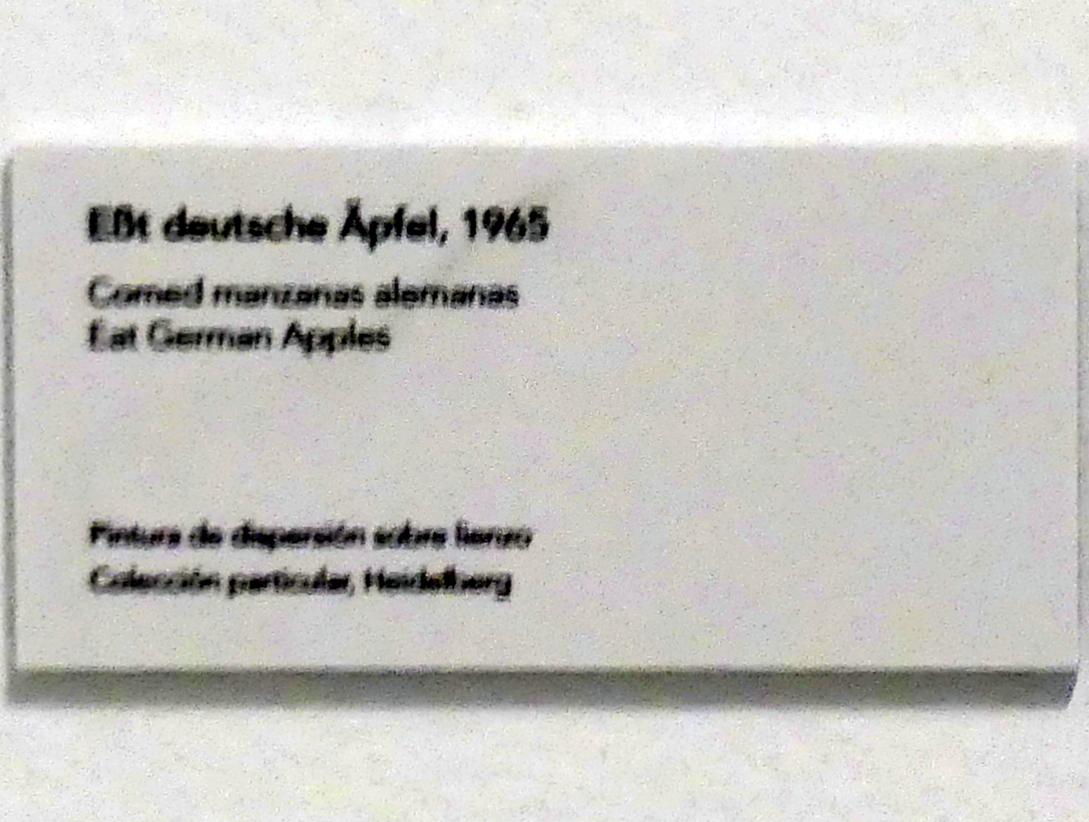 Eßt deutsche Äpfel, 1965
Comed manzanas alemanas
Eat German Apples
Pintura de dispersión sobre lienzo
Colección particular, Heidelberg